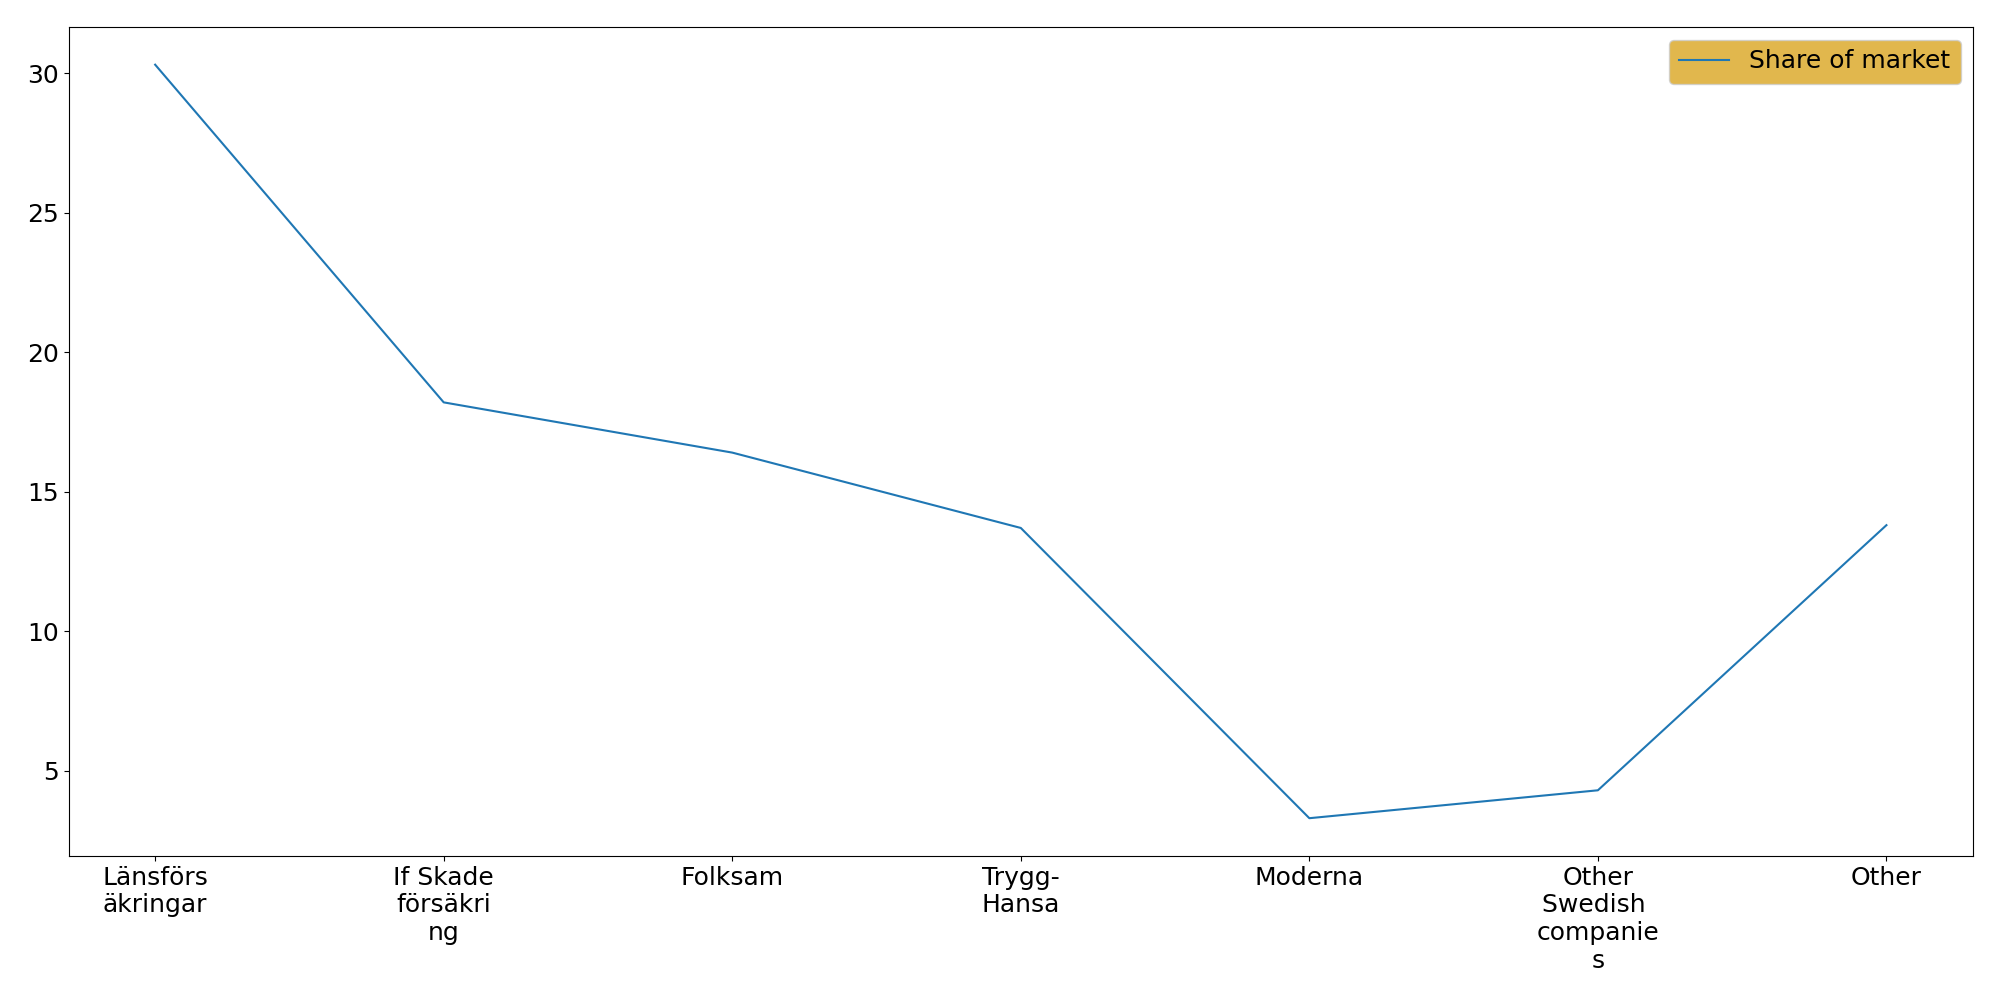 Share of market
30
25
20
15
10
5
Länsförs
äkringar
If Skade
försäkri
ng
Folksam
Trygg-
Hansa
Moderna
Other
Swedish
companie
s
Other